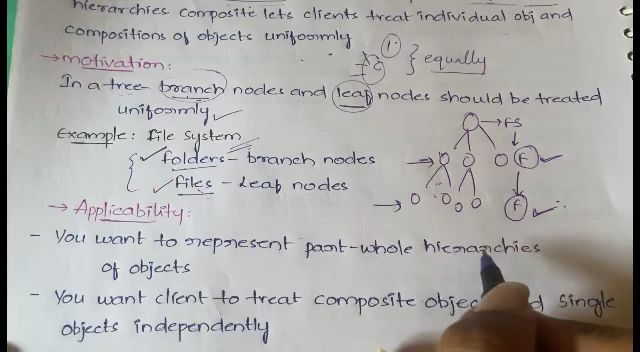 hierarchies composite lets clients treat individual obj and
compositions of objects uniformly
→motivation: 1. } equally
In a tree branch nodes and leaf nodes should be treated
uniformly
Example: file system →FS
folders - branch nodes F
files - Leaf nodes F
→ Applicability:
- You want to represent part-whole hierarchies
of objects
- You want client to treat composite single
objects independently